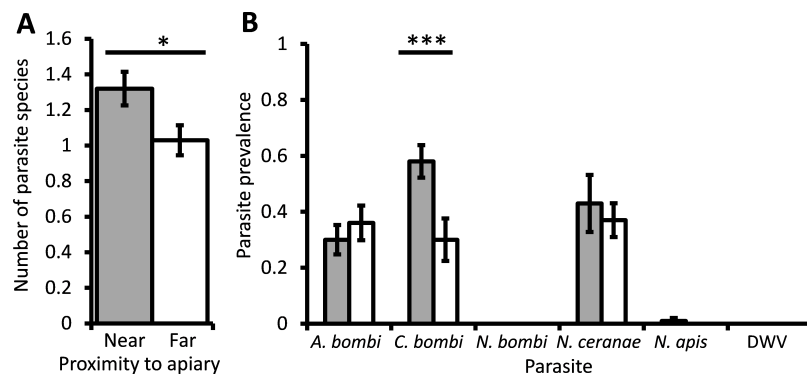 A
Number of parasite species
1.6
1.4
1.2
1
0.8
0.6
0.4
0.2
0
*
Near Far
Proximity to apiary
B
Parasite prevalence
1
0.8
0.6
0.4
0.2
0
***
A. bombi C. bombi N. bombi N. ceranae N. apis DWV
Parasite